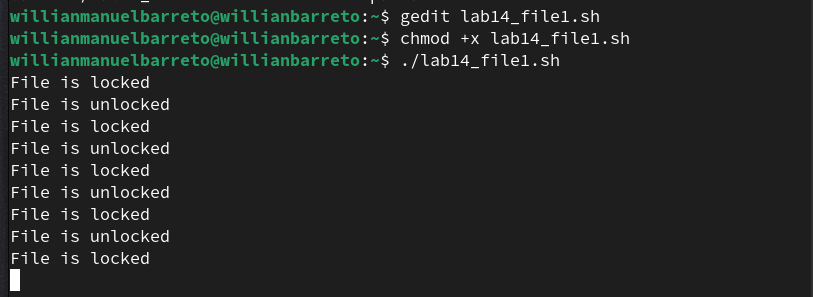 willianmanuelbarreto@willianbarreto:~$ gedit lab14_file1.sh
willianmanuelbarreto@willianbarreto:~$ chmod +x lab14_file1.sh
willianmanuelbarreto@willianbarreto:~$ ./lab14_file1.sh
File is locked
File is unlocked
File is locked
File is unlocked
File is locked
File is unlocked
File is locked
File is unlocked
File is locked